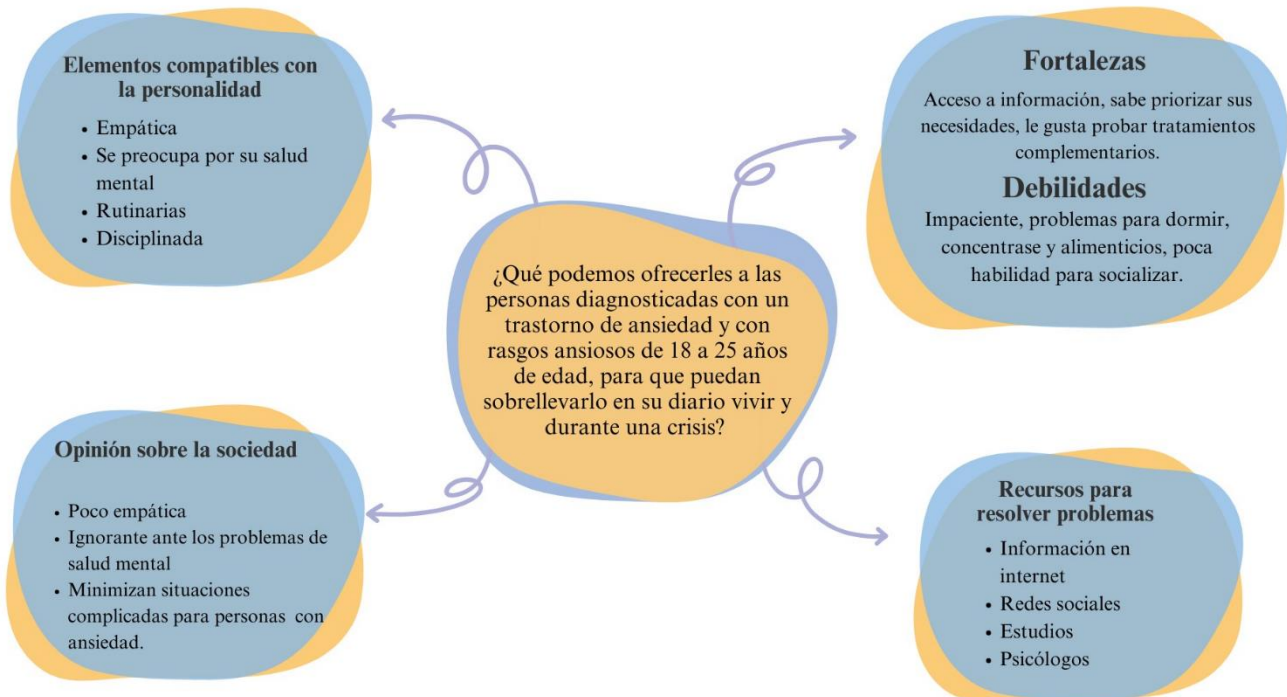 Elementos compatibles con
la personalidad
• Empática
• Se preocupa por su salud
mental
• Rutinarias
• Disciplinada
Fortalezas
Acceso a información, sabe priorizar sus
necesidades, le gusta probar tratamientos
complementarios.
Debilidades
Impaciente, problemas para dormir,
concentrase y alimenticios, poca
habilidad para socializar.
¿Qué podemos ofrecerles a las
personas diagnosticadas con un
trastorno de ansiedad y con
rasgos ansiosos de 18 a 25 años
de edad, para que puedan
sobrellevarlo en su diario vivir y
durante una crisis?
Opinión sobre la sociedad
• Poco empática
• Ignorante ante los problemas de
salud mental
• Minimizan situaciones
complicadas para personas con
ansiedad.
Recursos para
resolver problemas
• Información en
internet
• Redes sociales
• Estudios
• Psicólogos